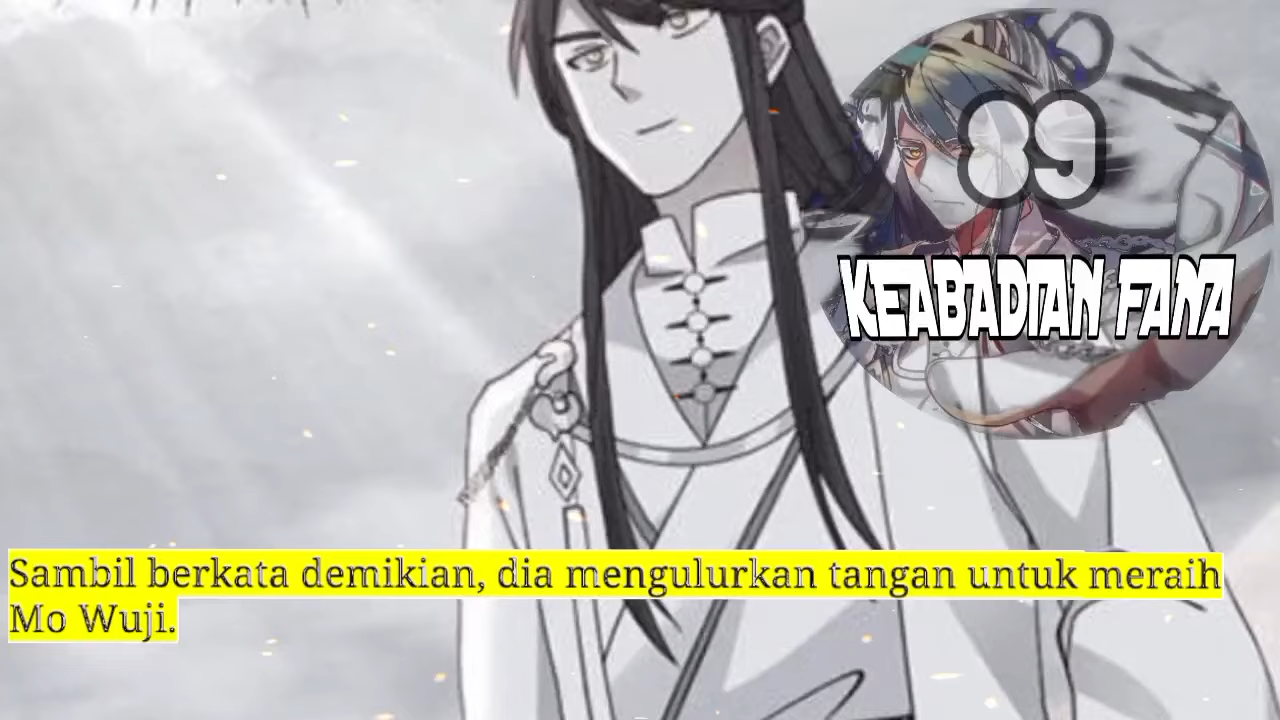 89
KEABADIAN FANA
Sambil berkata demikian, dia mengulurkan tangan untuk meraih
Mo Wuji.